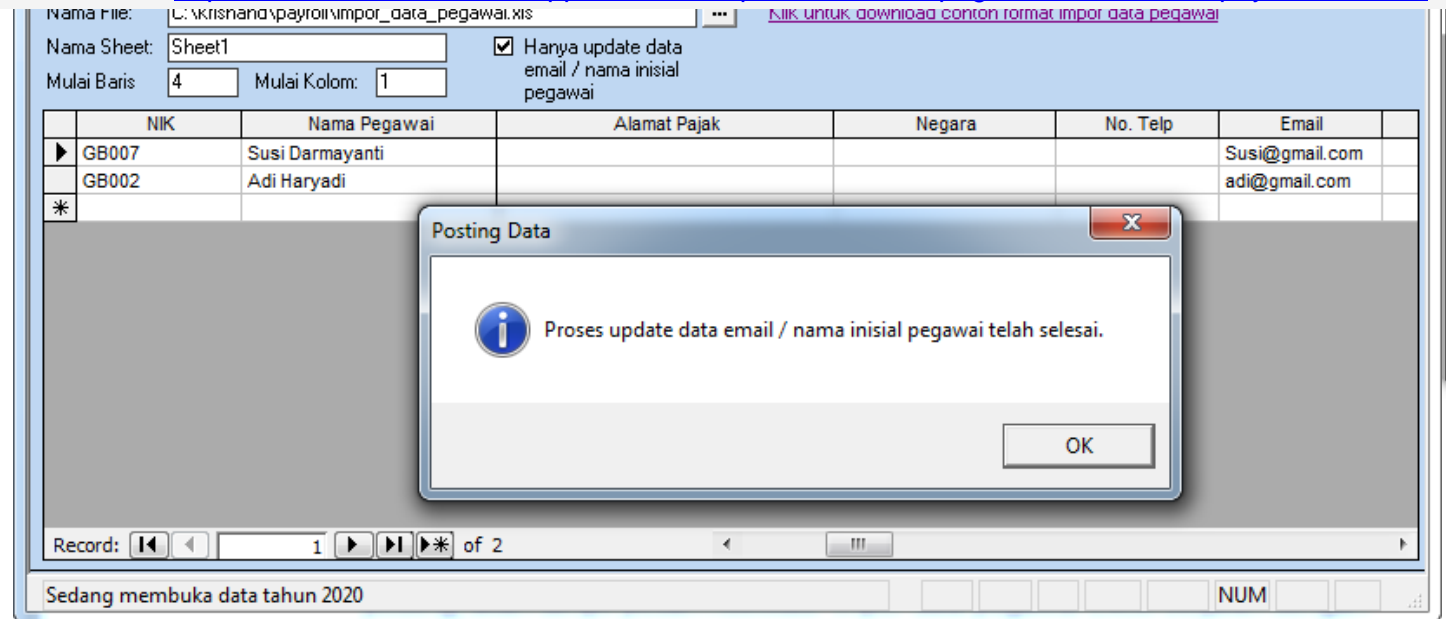 Nama File: C:\krishand\payroll\impor_data_pegawai.xls ... Klik untuk download contoh format impor data pegawai
Nama Sheet: Sheet1 Hanya update data
email / nama inisial
pegawai
Mulai Baris 4 Mulai Kolom: 1
NIK Nama Pegawai Alamat Pajak Negara No. Telp Email
GB007 Susi Darmayanti Susi@gmail.com
GB002 Adi Haryadi adi@gmail.com
Posting Data
Proses update data email / nama inisial pegawai telah selesai.
OK
Record: 1 of 2
Sedang membuka data tahun 2020 NUM